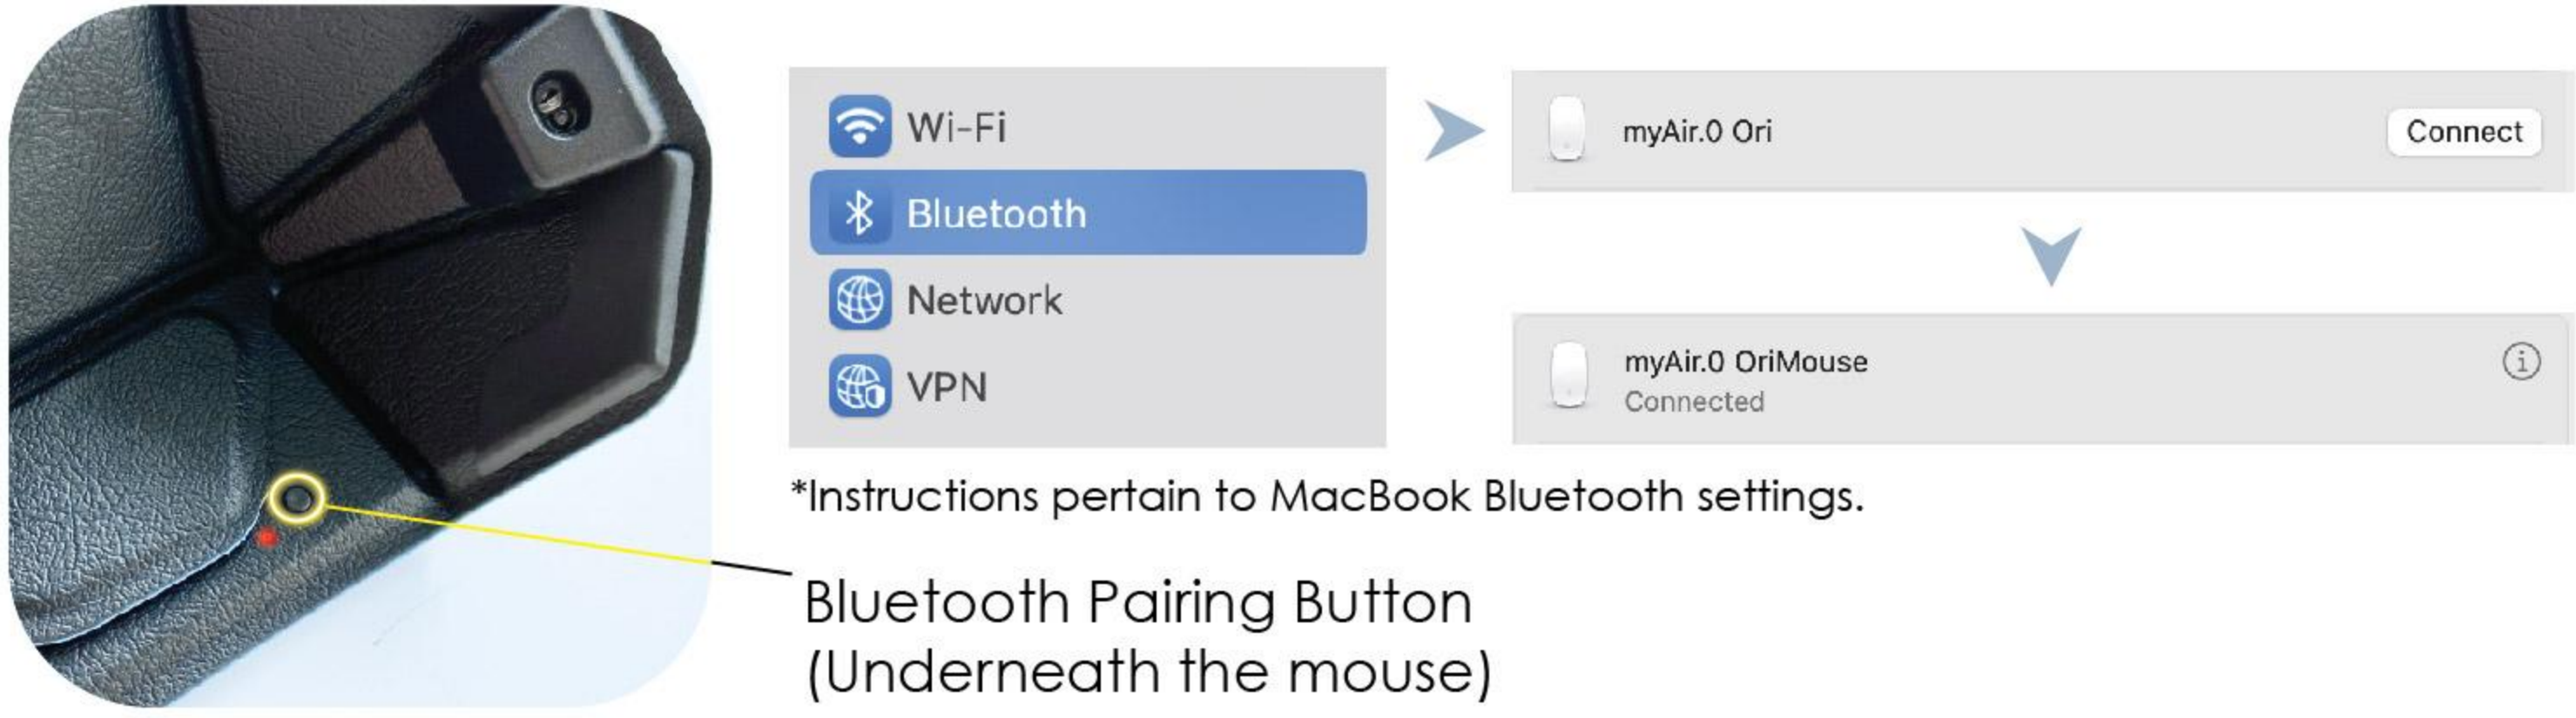 Wi-Fi
Bluetooth
Network
VPN
myAir.0 Ori
Connect
myAir.0 OriMouse
Connected
*Instructions pertain to MacBook Bluetooth settings.
Bluetooth Pairing Button
(Underneath the mouse)